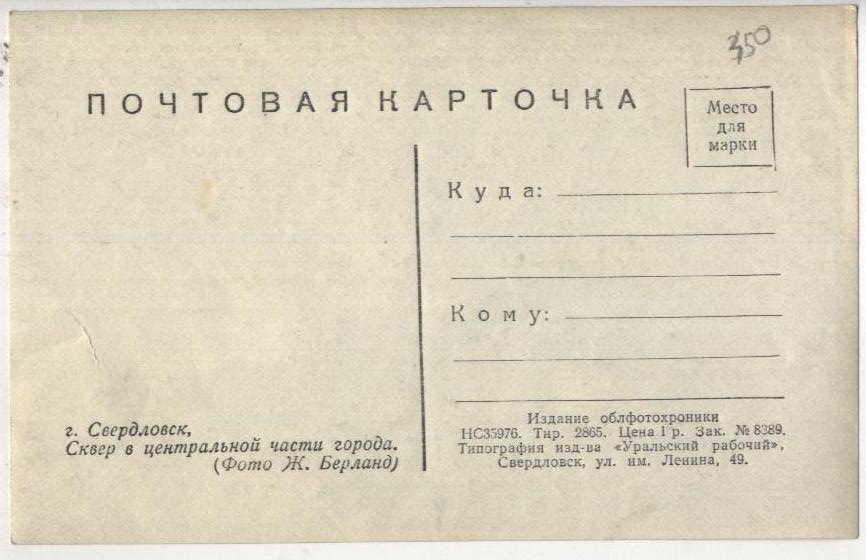 350
ПОЧТОВАЯ КАРТОЧКА
Место
для
марки
Куда:
Кому:
г. Свердловск,
Сквер в центральной части города.
(Фото Ж. Берланд)
Издание облфотохроники
НС35976. Тир. 2865. Цена 1 р. Зак. № 8389.
Типография изд-ва «Уральский рабочий»,
Свердловск, ул. им. Ленина, 49.